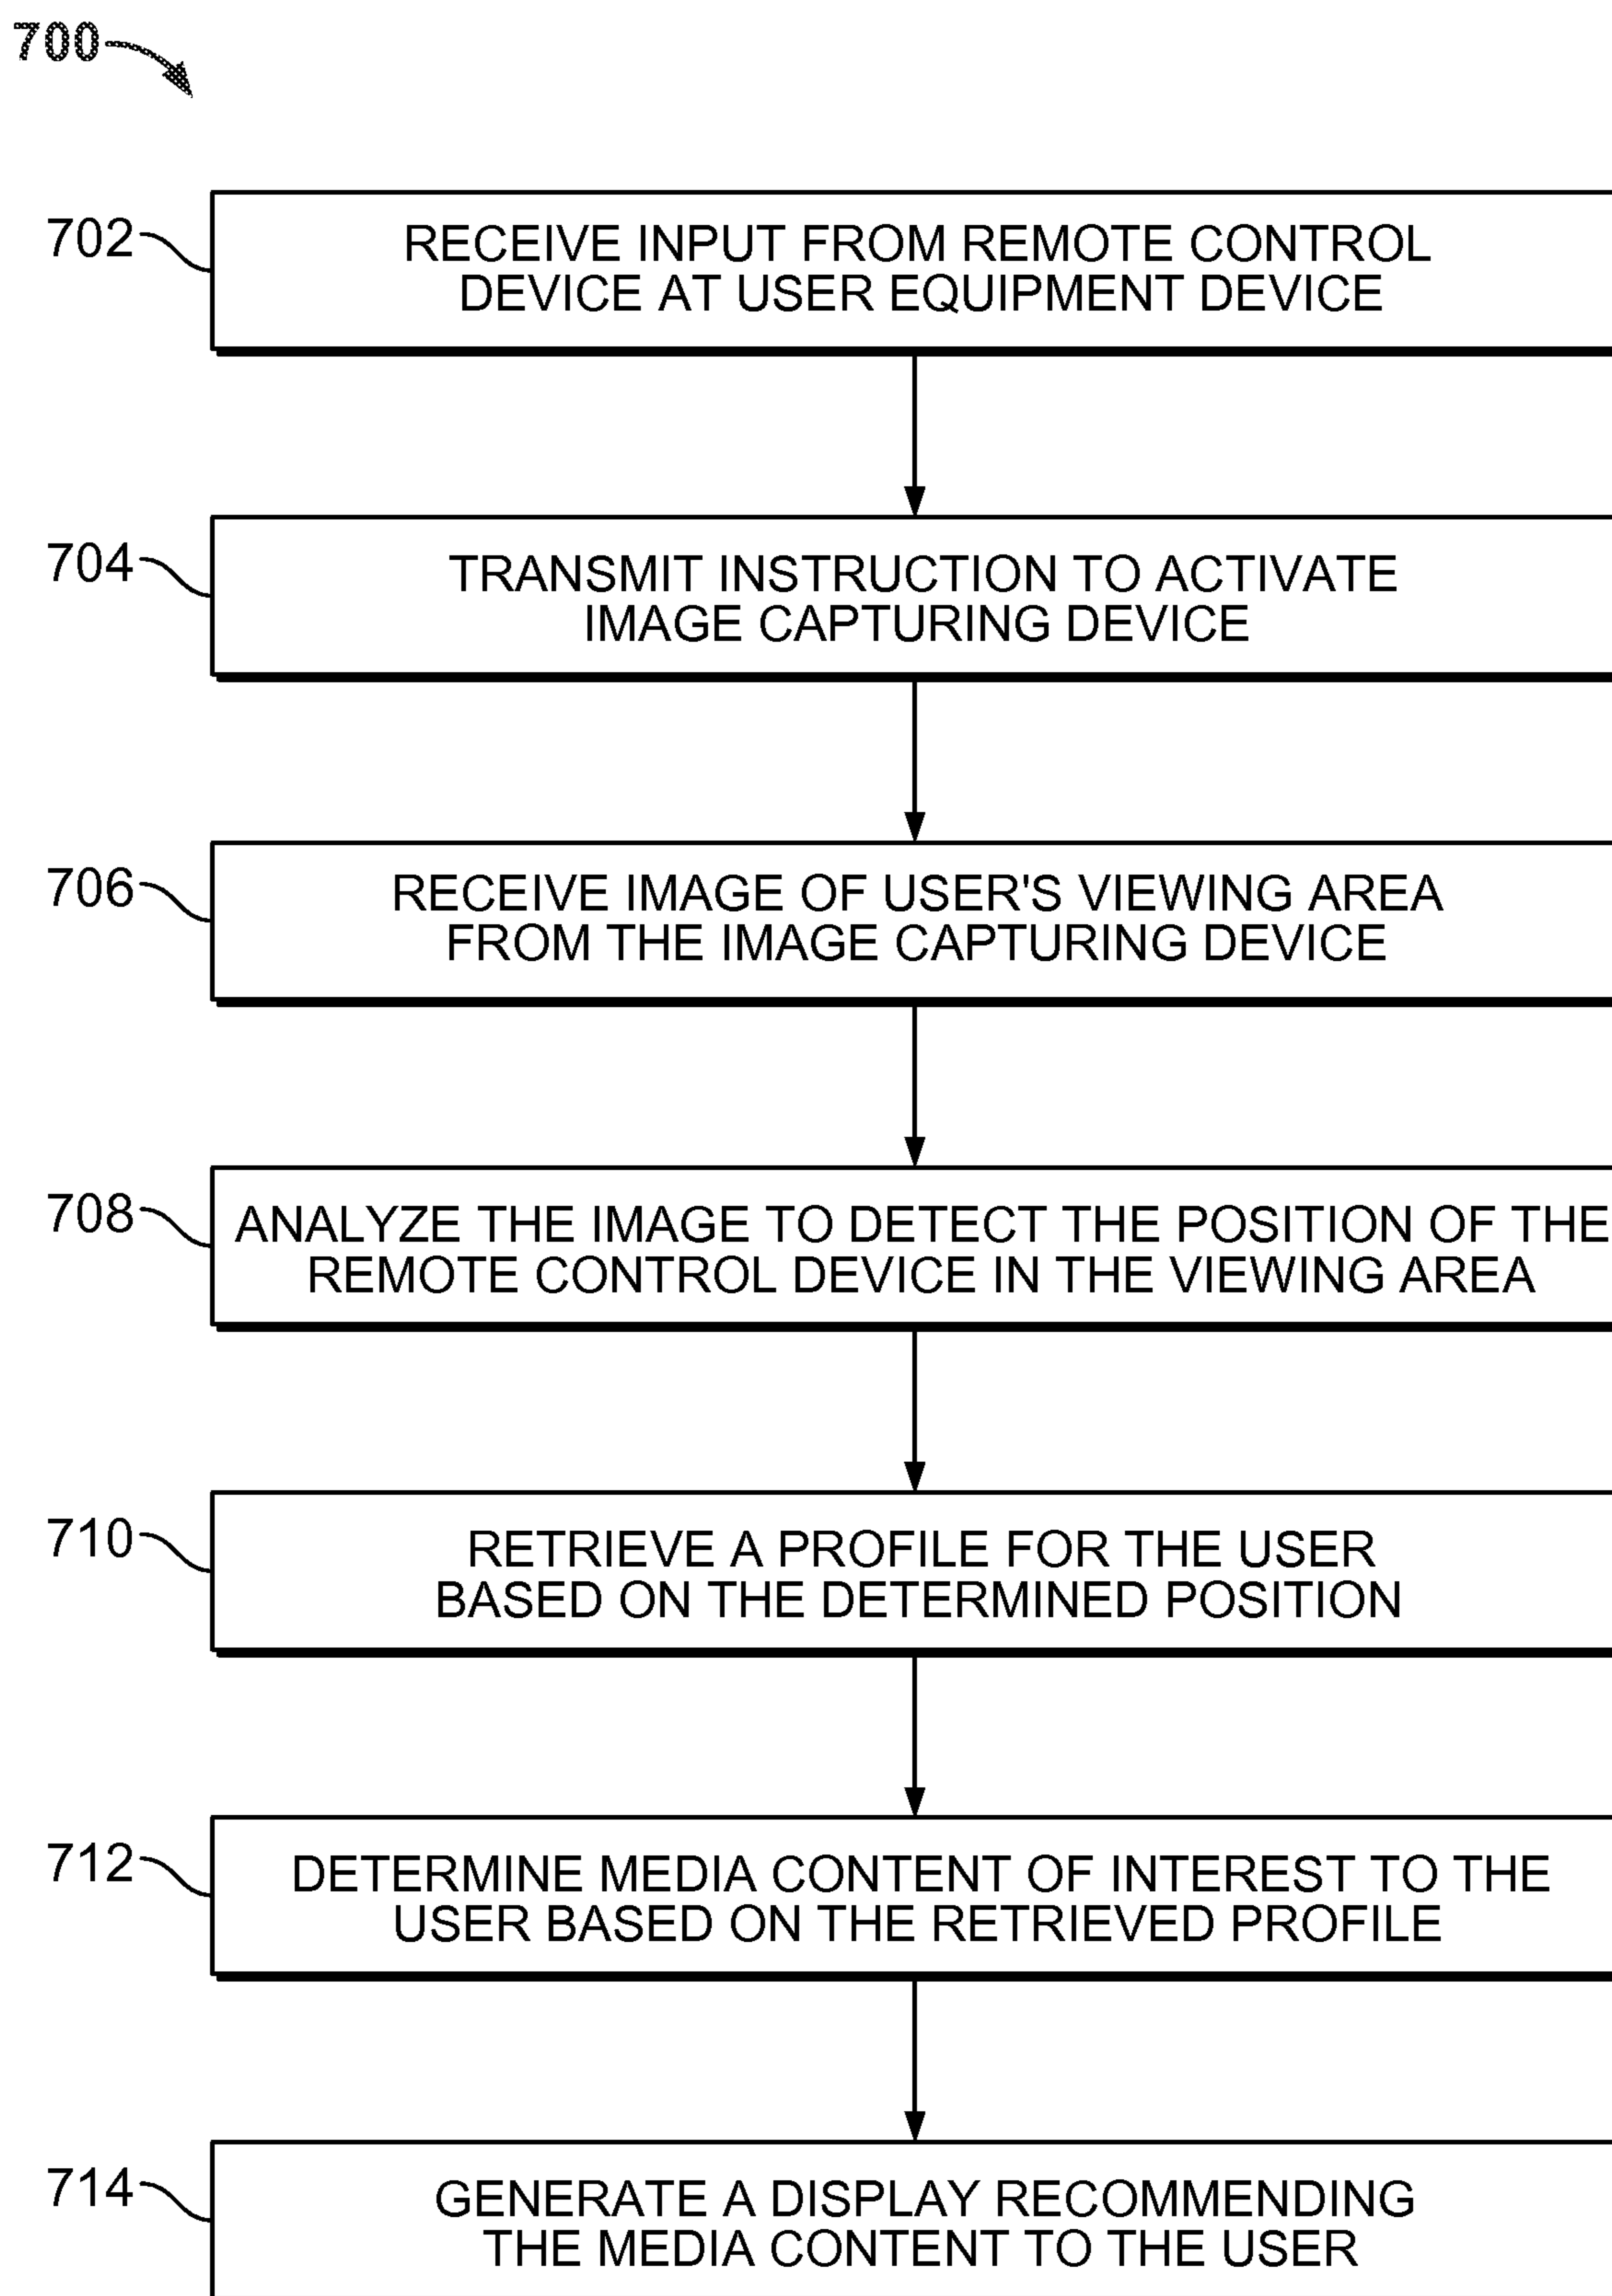 700
702
RECEIVE INPUT FROM REMOTE CONTROL
DEVICE AT USER EQUIPMENT DEVICE
704
TRANSMIT INSTRUCTION TO ACTIVATE
IMAGE CAPTURING DEVICE
706
RECEIVE IMAGE OF USER'S VIEWING AREA
FROM THE IMAGE CAPTURING DEVICE
708
ANALYZE THE IMAGE TO DETECT THE POSITION OF THE
REMOTE CONTROL DEVICE IN THE VIEWING AREA
710
RETRIEVE A PROFILE FOR THE USER
BASED ON THE DETERMINED POSITION
712
DETERMINE MEDIA CONTENT OF INTEREST TO THE
USER BASED ON THE RETRIEVED PROFILE
714
GENERATE A DISPLAY RECOMMENDING
THE MEDIA CONTENT TO THE USER